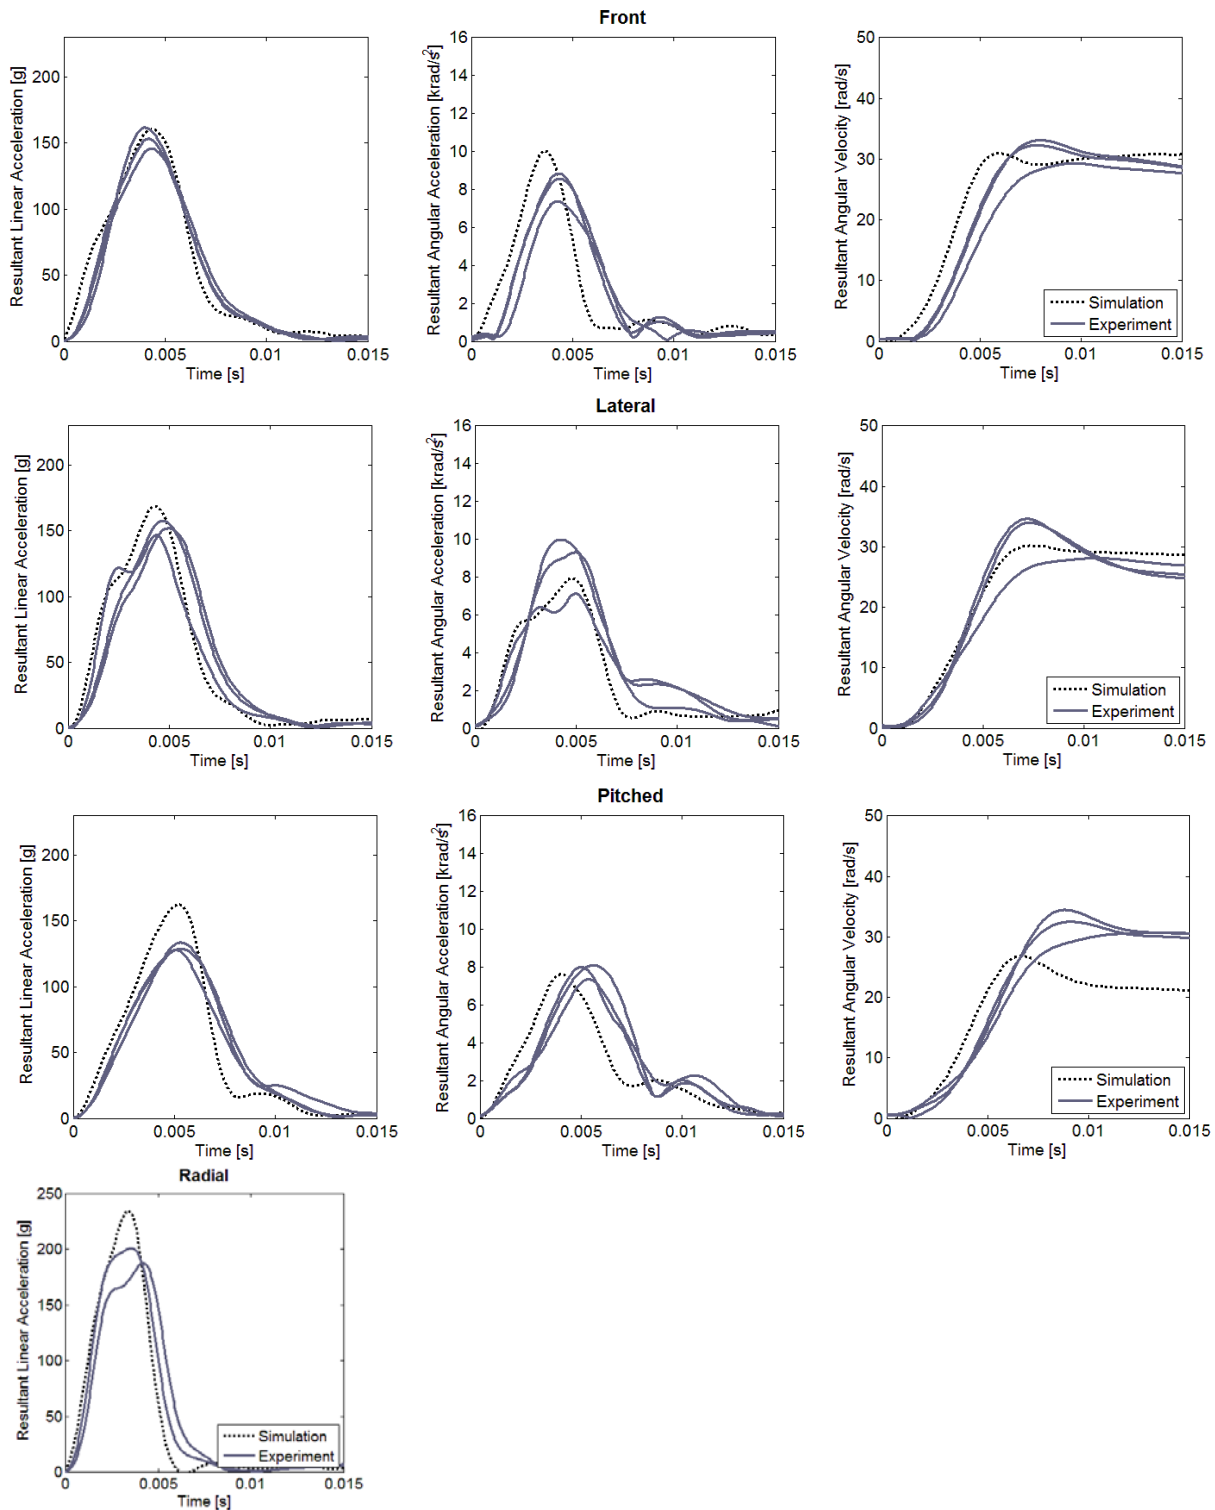 Front
Resultant Linear Acceleration [g]
200
150
100
50
0
0 0.005 0.01 0.015
Time [s]
Resultant Angular Acceleration [krad/s²]
16
14
12
10
8
6
4
2
0
0 0.005 0.01 0.015
Time [s]
Resultant Angular Velocity [rad/s]
50
40
30
20
10
0
Simulation
Experiment
0 0.005 0.01 0.015
Time [s]
Lateral
Resultant Linear Acceleration [g]
200
150
100
50
0
0 0.005 0.01 0.015
Time [s]
Resultant Angular Acceleration [krad/s²]
16
14
12
10
8
6
4
2
0
0 0.005 0.01 0.015
Time [s]
Resultant Angular Velocity [rad/s]
50
40
30
20
10
0
Simulation
Experiment
0 0.005 0.01 0.015
Time [s]
Pitched
Resultant Linear Acceleration [g]
200
150
100
50
0
0 0.005 0.01 0.015
Time [s]
Resultant Angular Acceleration [krad/s²]
16
14
12
10
8
6
4
2
0
0 0.005 0.01 0.015
Time [s]
Resultant Angular Velocity [rad/s]
50
40
30
20
10
0
Simulation
Experiment
0 0.005 0.01 0.015
Time [s]
Radial
Resultant Linear Acceleration [g]
250
200
150
100
50
0
Simulation
Experiment
0 0.005 0.01 0.015
Time [s]